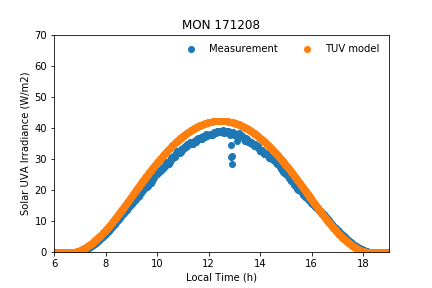 MON 171208
Measurement
TUV model
70
60
50
40
30
20
10
0
Solar UVA Irradiance (W/m2)
6 8 10 12 14 16 18
Local Time (h)